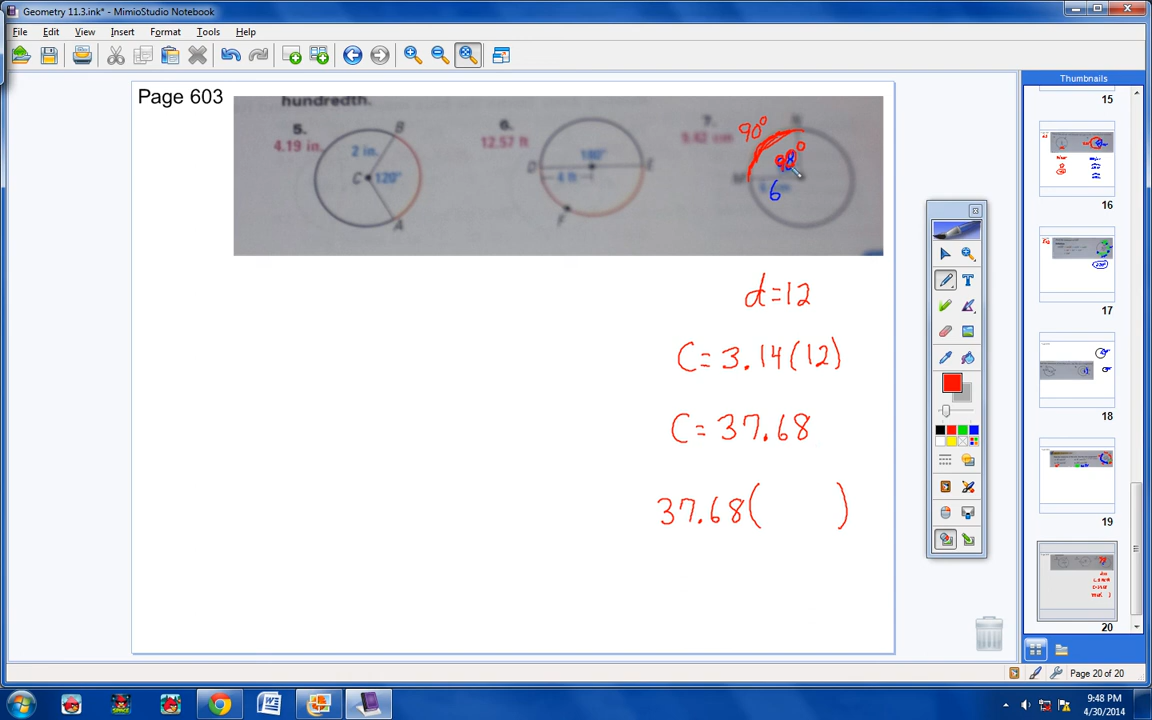 Geometry 11.3.ink* - MimioStudio Notebook
File Edit View Insert Format Tools Help
Page 603
hundredth.
5.
4.19 in.
B
2 in.
C
120°
A
6.
12.57 ft
180°
D
E
4 ft
F
7.
9.42 cm
90°
N
M
6
d=12
C=3.14(12)
C=37.68
37.68( )
Thumbnails
15
16
17
18
19
20
Page 20 of 20
9:48 PM
4/30/2014